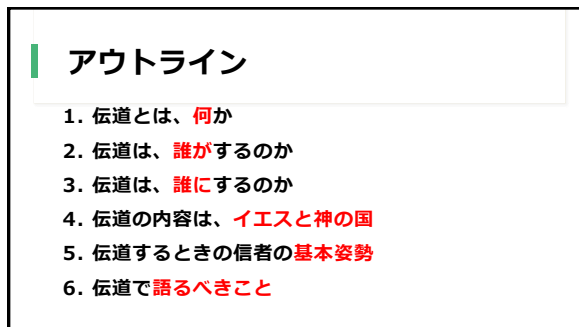 アウトライン
1. 伝道とは、何か
2. 伝道は、誰がするのか
3. 伝道は、誰にするのか
4. 伝道の内容は、イエスと神の国
5. 伝道するときの信者の基本姿勢
6. 伝道で語るべきこと